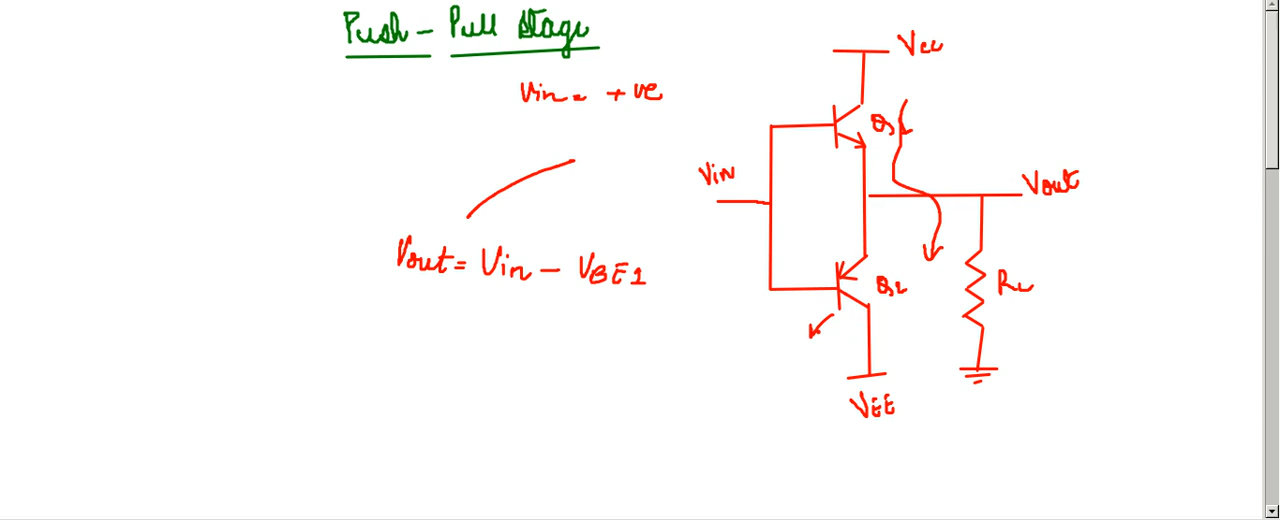 Push - Pull Stage
Vin = +ve
Vout = Vin - VBE1
Vcc
Q1
Vin
Vout
Q2
RL
VEE